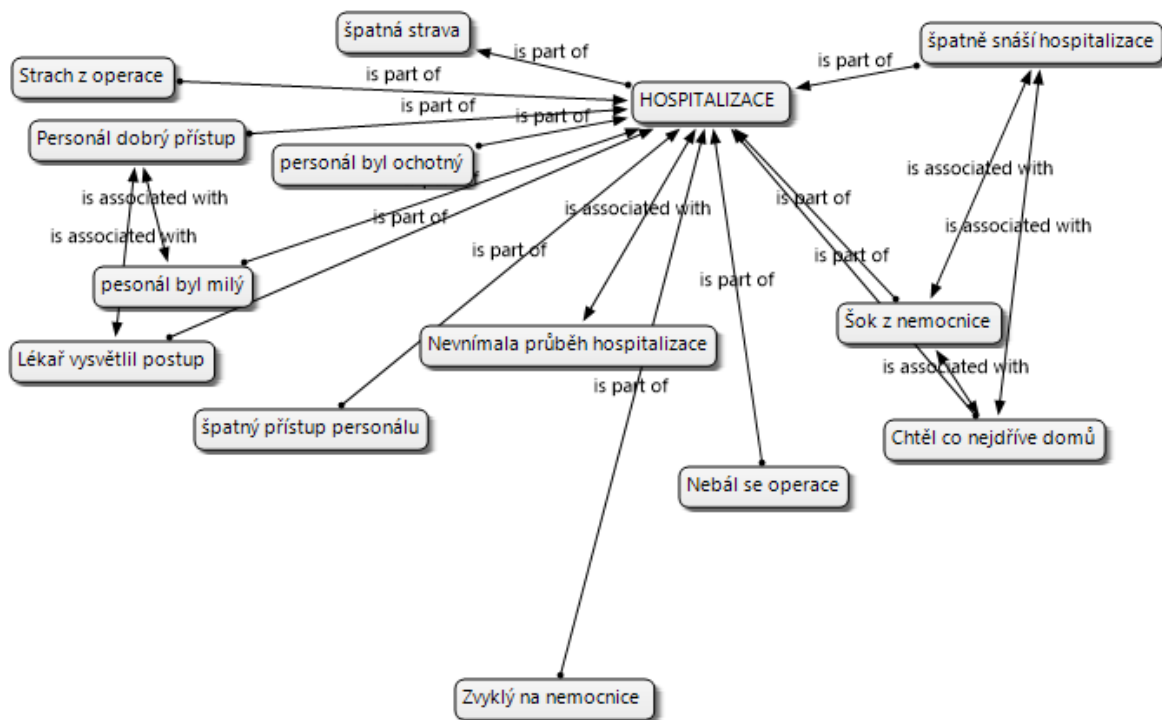 špatná strava
špatně snáší hospitalizace
is part of
is part of
Strach z operace
is part of
HOSPITALIZACE
is part of
Personál dobrý přístup
is part of
personál byl ochotný
is associated with
is associated with
is part of
is associated with
is part of
is associated with
is part of
is associated with
is part of
is part of
pesonál byl milý
Šok z nemocnice
Nevnímala průběh hospitalizace
Lékař vysvětlil postup
is associated with
is part of
špatný přístup personálu
Chtěl co nejdříve domů
Nebál se operace
Zvyklý na nemocnice